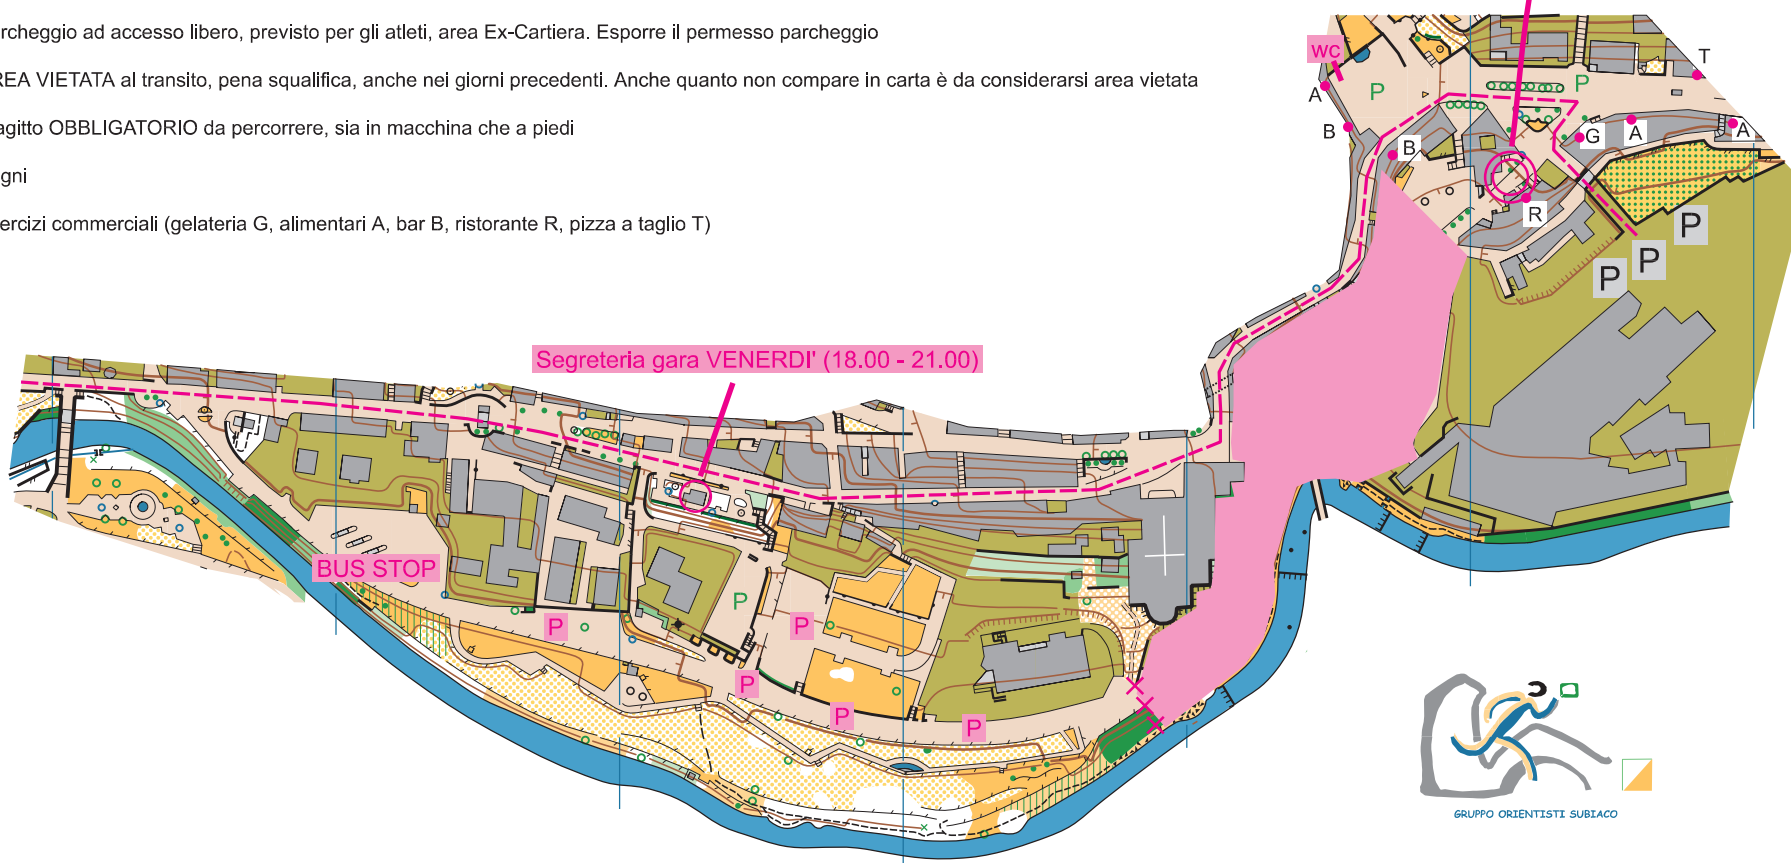 rcheggio ad accesso libero, previsto per gli atleti, area Ex-Cartiera. Esporre il permesso parcheggio
REA VIETATA al transito, pena squalifica, anche nei giorni precedenti. Anche quanto non compare in carta è da considerarsi area vietata
agitto OBBLIGATORIO da percorrere, sia in macchina che a piedi
gni
ercizi commerciali (gelateria G, alimentari A, bar B, ristorante R, pizza a taglio T)
wc
T
A
P
P
B
B
G
A
A
R
P
P
P
Segreteria gara VENERDI' (18.00 - 21.00)
BUS STOP
P
P
P
P
P
P
GRUPPO ORIENTISTI SUBIACO